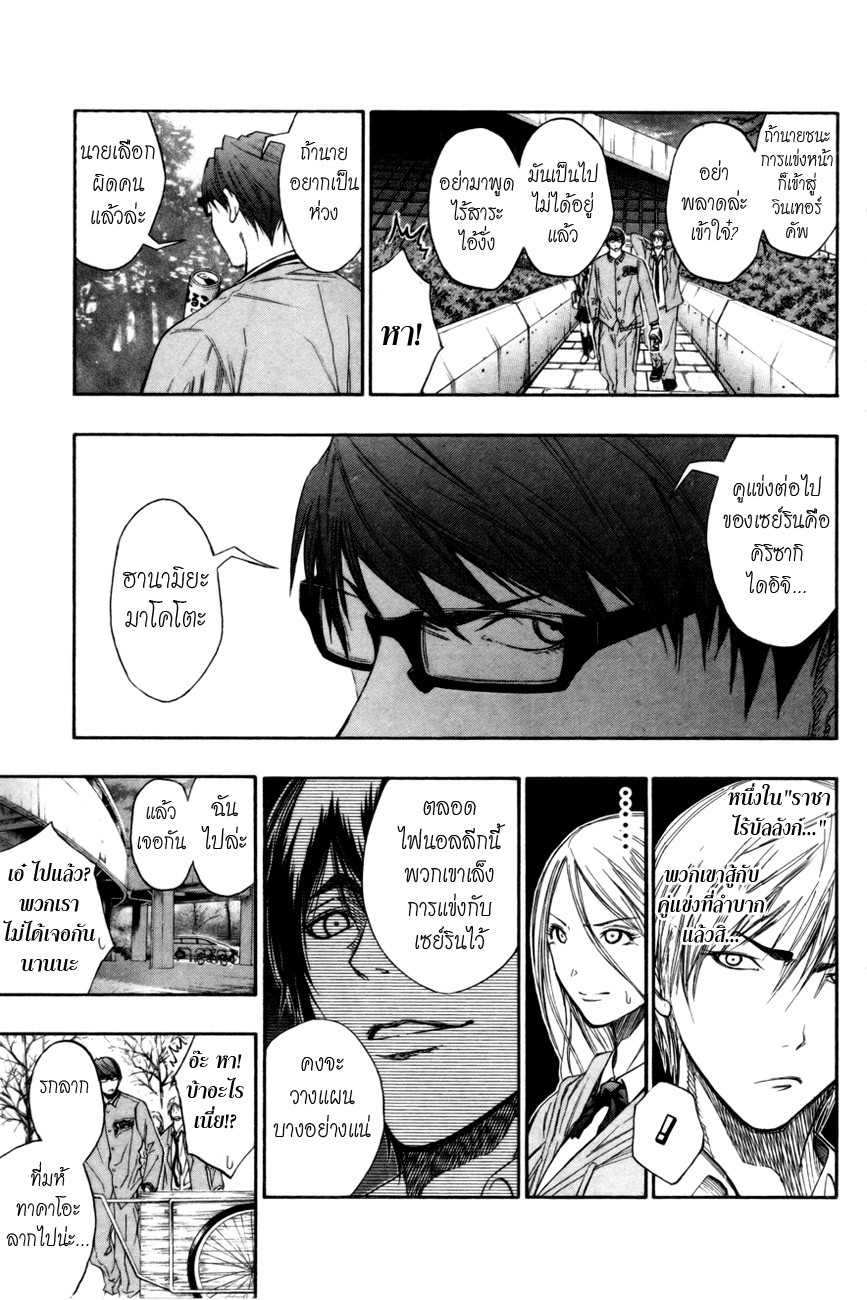 ถ้านายชนะ
การแข่งหน้า
ก็เข้าสู่
วินเทอร์
คัพ
อย่า
พลาดล่ะ
เข้าใจ๋?
มันเป็นไป
ไม่ได้อยู่
แล้ว
อย่ามาพูด
ไร้สาระ
ไอ้งั่ง
หา!
ถ้านาย
อยากเป็น
ห่วง
นายเลือก
ผิดคน
แล้วล่ะ
คู่แข่งต่อไป
ของเซย์รินคือ
คิริซากิ
ไดอิจิ...
ฮานามิยะ
มาโคโตะ
หนึ่งใน"ราชา
ไร้บัลลังก์..."
พวกเขาสู้กับ
คู่แข่งที่ลำบาก
แล้วสิ...
!
ตลอด
ไฟนอลลีกนี้
พวกเขาเล็ง
การแข่งกับ
เซย์รินไว้
คงจะ
วางแผน
บางอย่างแน่
ฉัน
ไปล่ะ
แล้ว
เจอกัน
เอ๋ ไปแล้ว?
พวกเรา
ไม่ได้เจอกัน
นานนะ
อ๊ะ หา!
บ้าอะไร
เนี่ย!?
รถลาก
ที่มห้
ทาคาโอะ
ลากไปน่ะ...